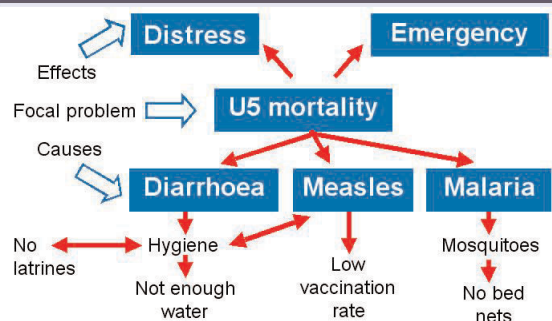 Distress
Emergency
Effects
Focal problem
U5 mortality
Causes
Diarrhoea
Measles
Malaria
No
latrines
Hygiene
Mosquitoes
Not enough
water
Low
vaccination
rate
No bed
nets